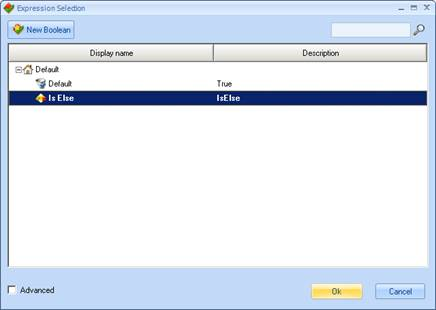 Expression Selection
New Boolean
Display name Description
Default
Default True
Is Else IsElse
Advanced Ok Cancel